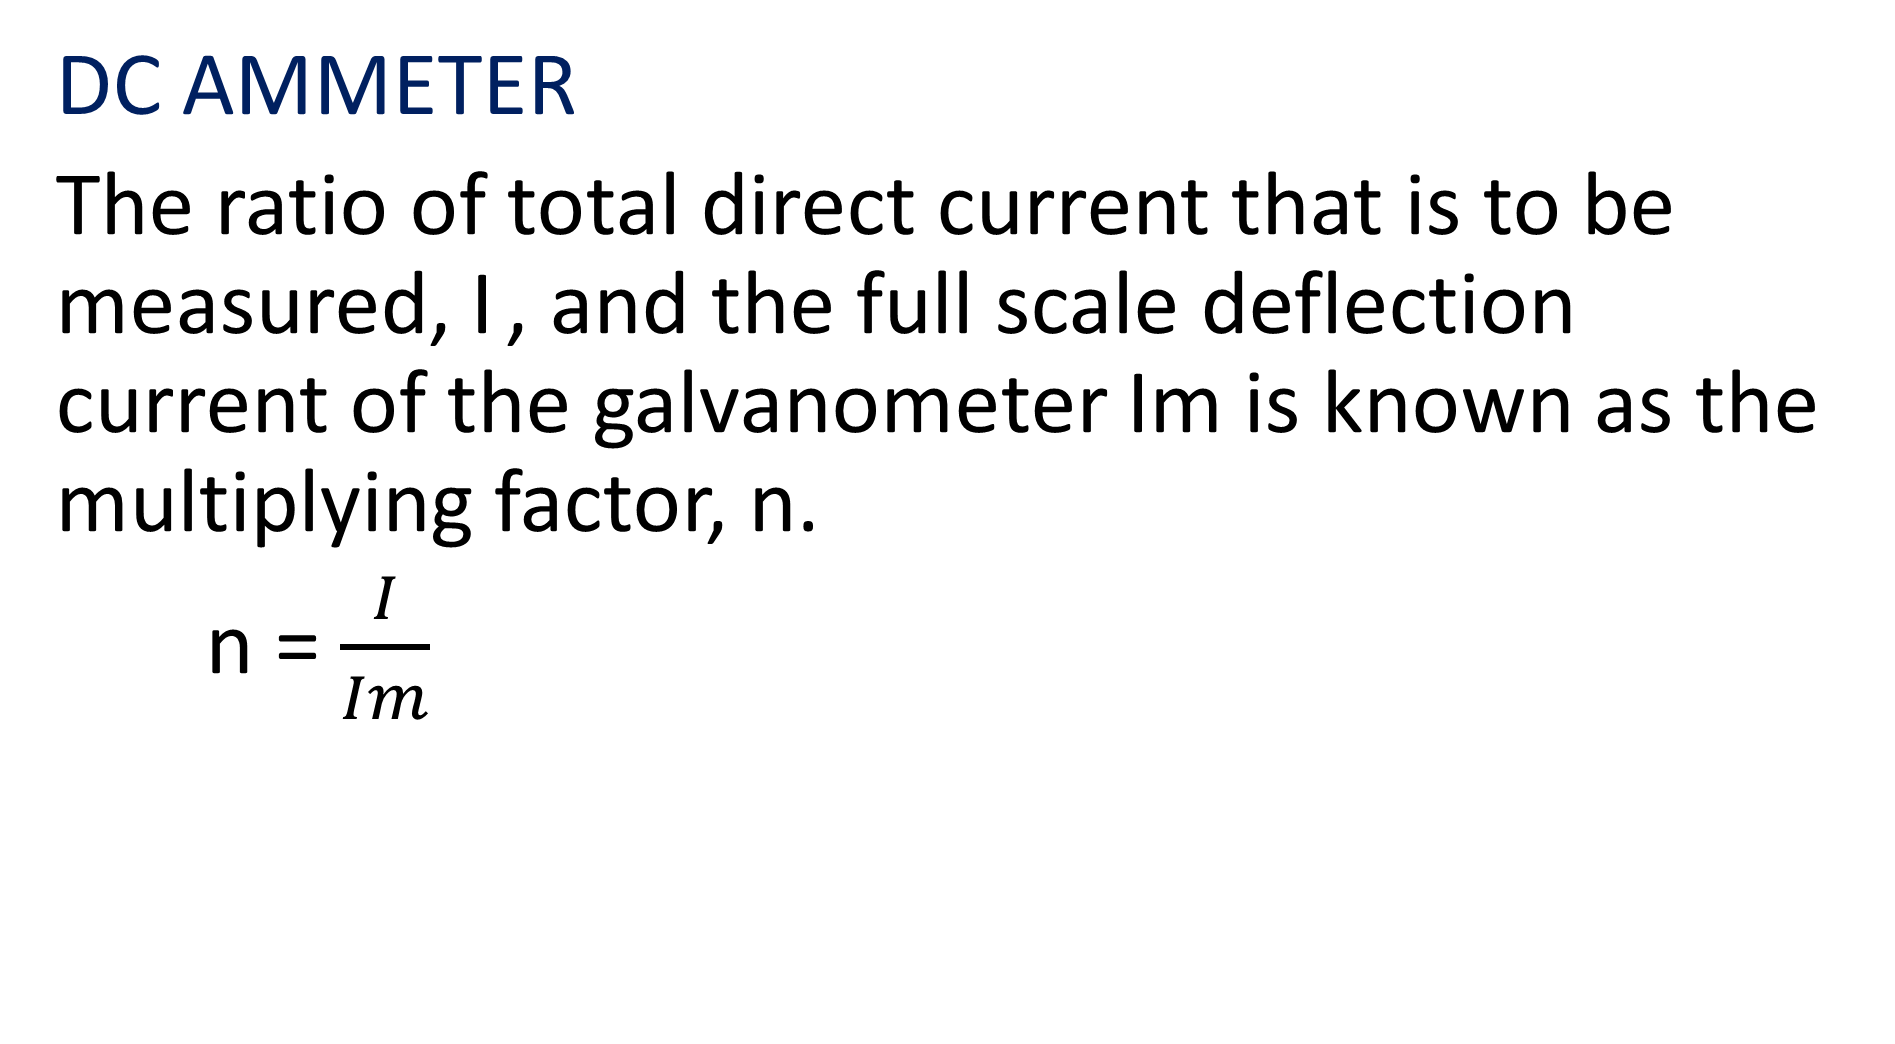 DC AMMETER
The ratio of total direct current that is to be
measured, I , and the full scale deflection
current of the galvanometer Im is known as the
multiplying factor, n.
n = I/Im